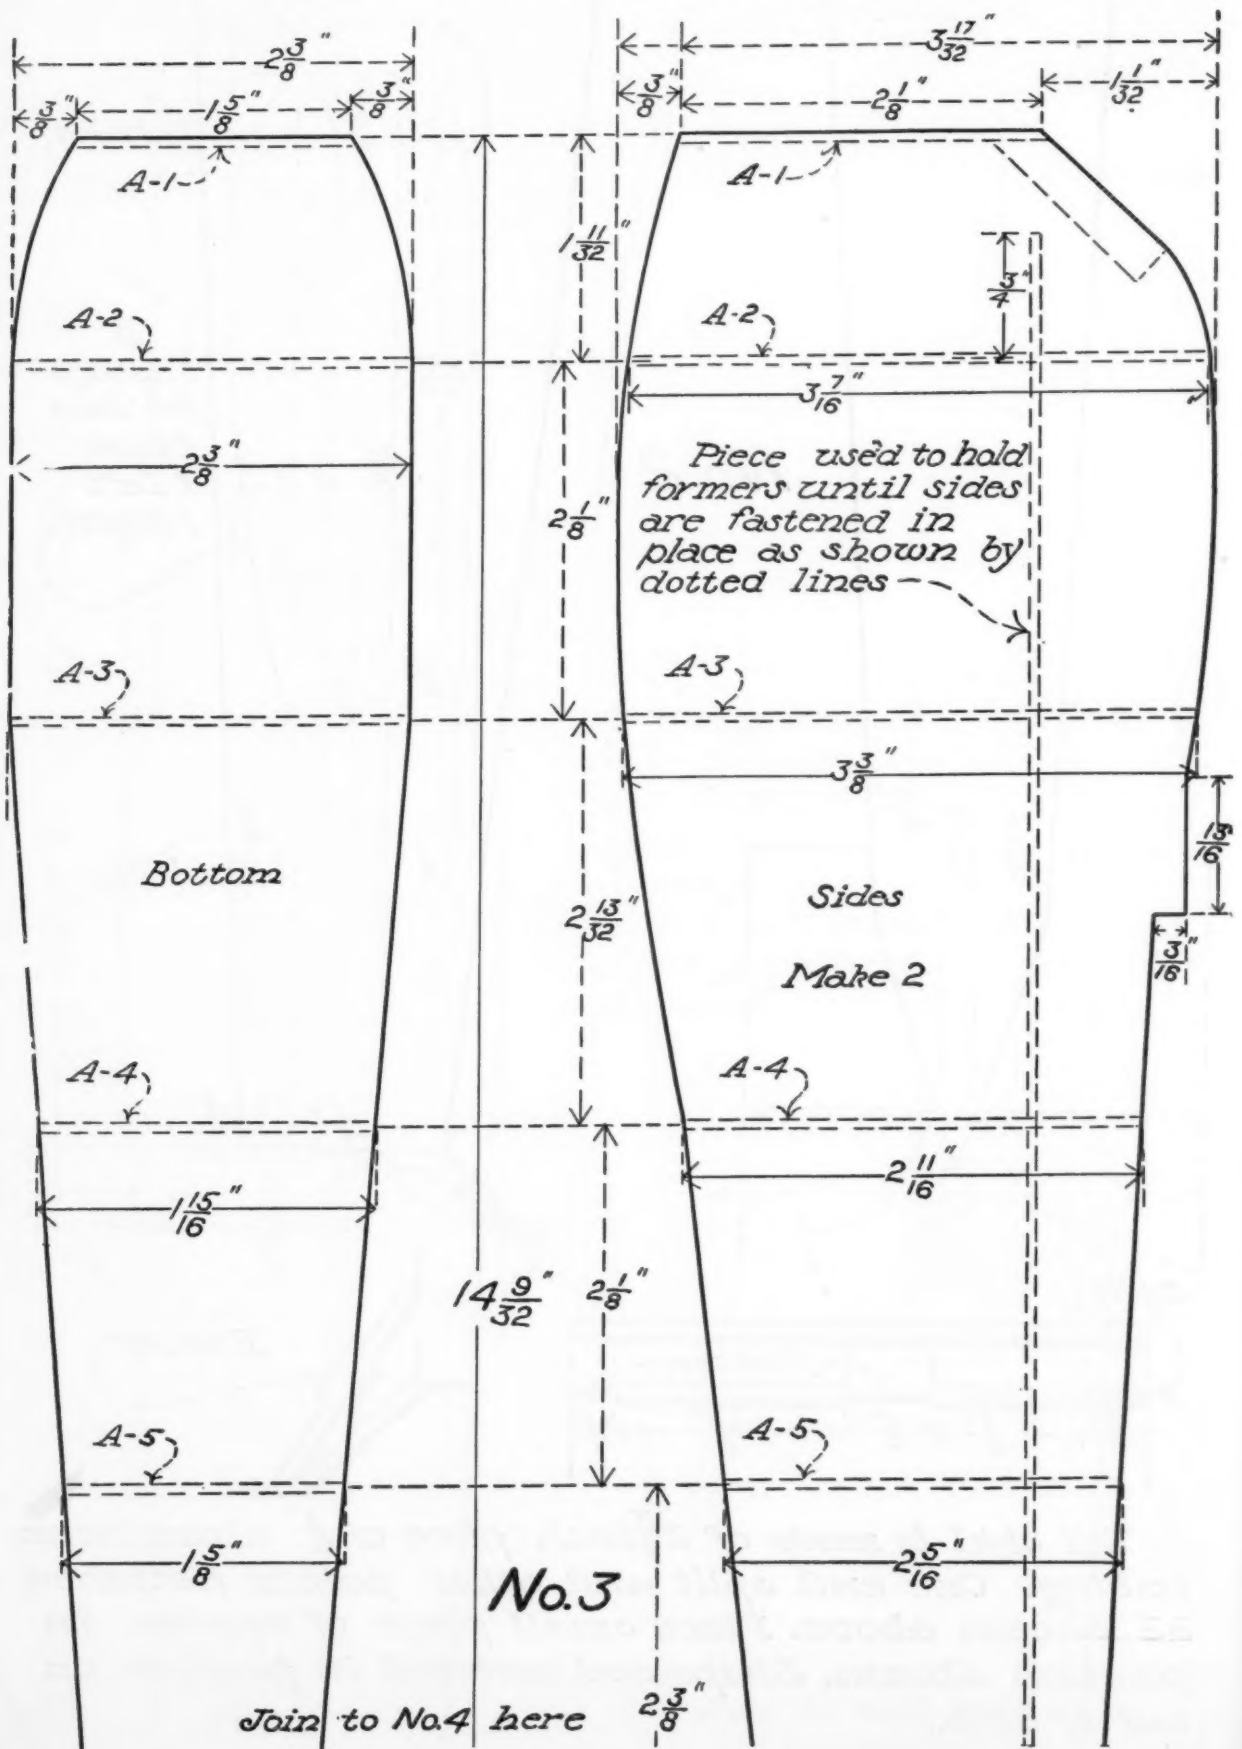 2 3/8"
3 17/32"
3/8"
1 5/8"
3/8"
3/8"
2 1/8"
1 1/32"
A-1
A-1
1 11/32"
3/4"
A-2
A-2
3 7/16"
2 3/8"
2 1/8"
Piece used to hold
formers until sides
are fastened in
place as shown by
dotted lines
A-3
A-3
3 3/8"
13/16"
Bottom
Sides
2 13/32"
3/16"
Make 2
A-4
A-4
2 11/16"
1 15/16"
14 9/32"
2 1/8"
A-5
A-5
1 5/8"
2 5/16"
No.3
2 3/8"
Join to No.4 here